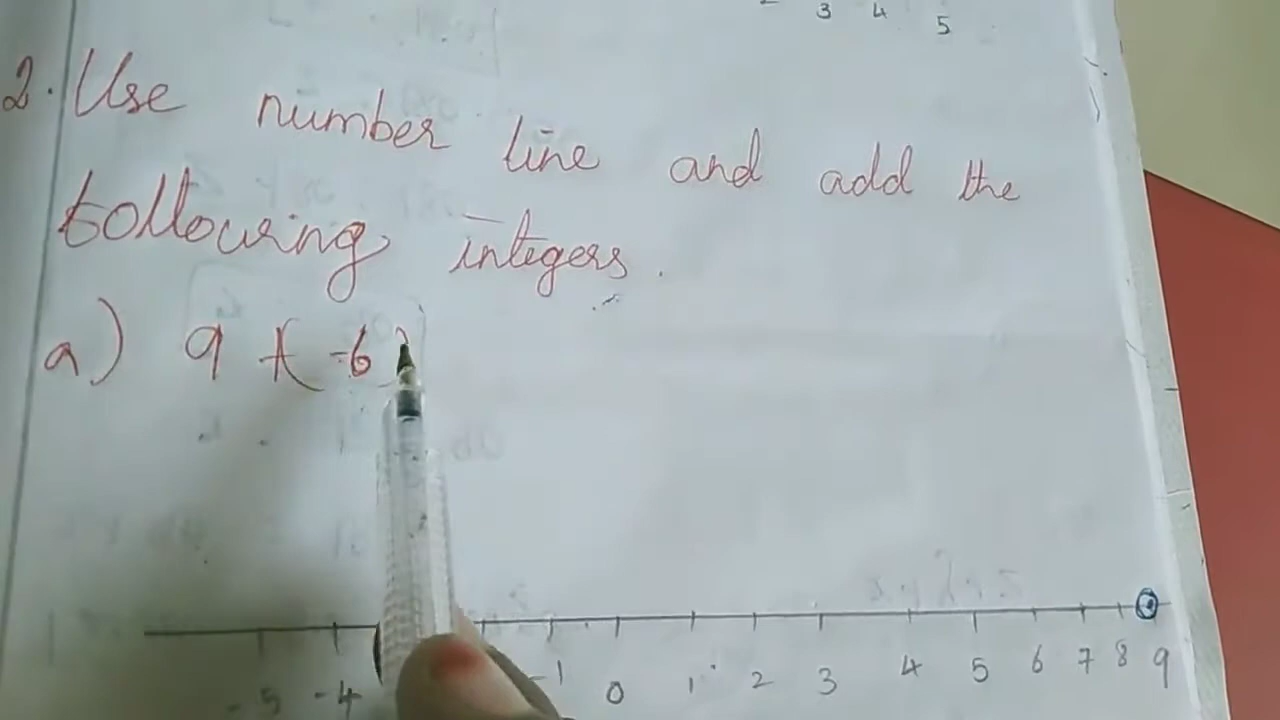 3 4 5
2. Use number line and add the
following integers.
a) 9 + (-6)
-5 -4 -1 0 1 2 3 4 5 6 7 8 9